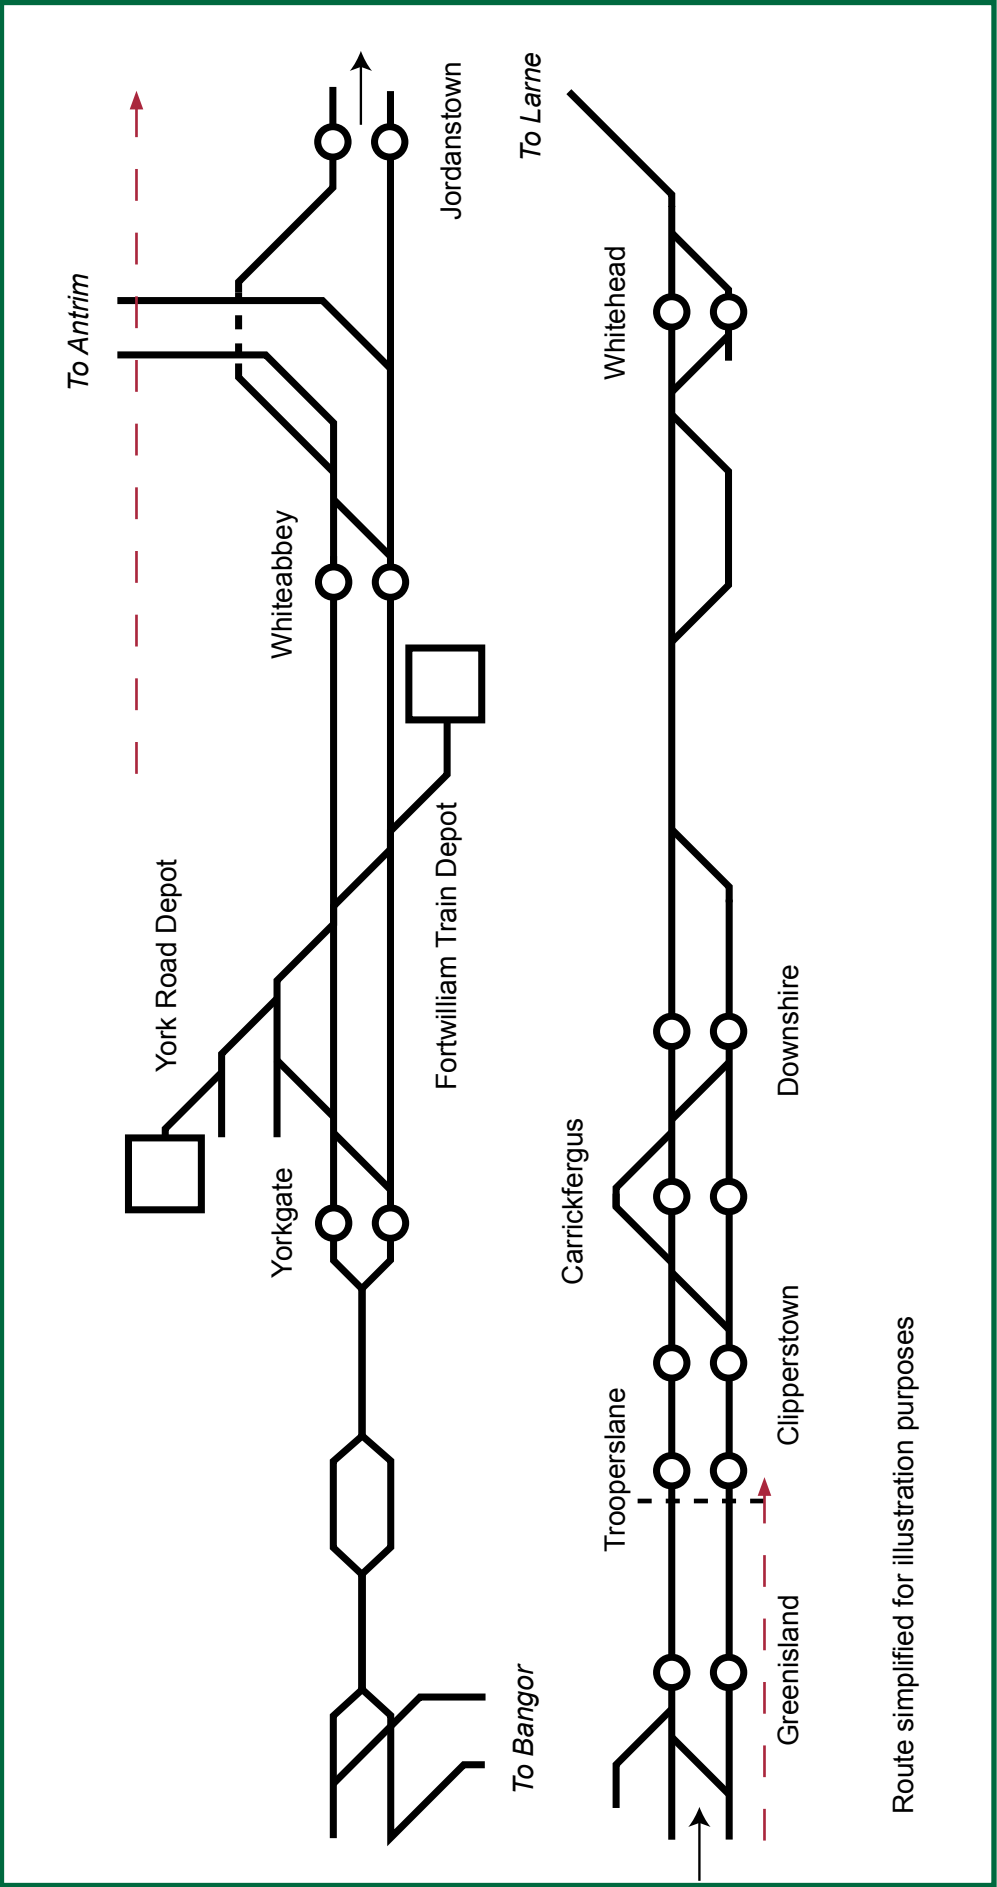 To Antrim
York Road Depot
Yorkgate
Whiteabbey
Jordanstown
Fortwilliam Train Depot
To Bangor
To Larne
Whitehead
Carrickfergus
Trooperslane
Downshire
Clipperstown
Greenisland
Route simplified for illustration purposes